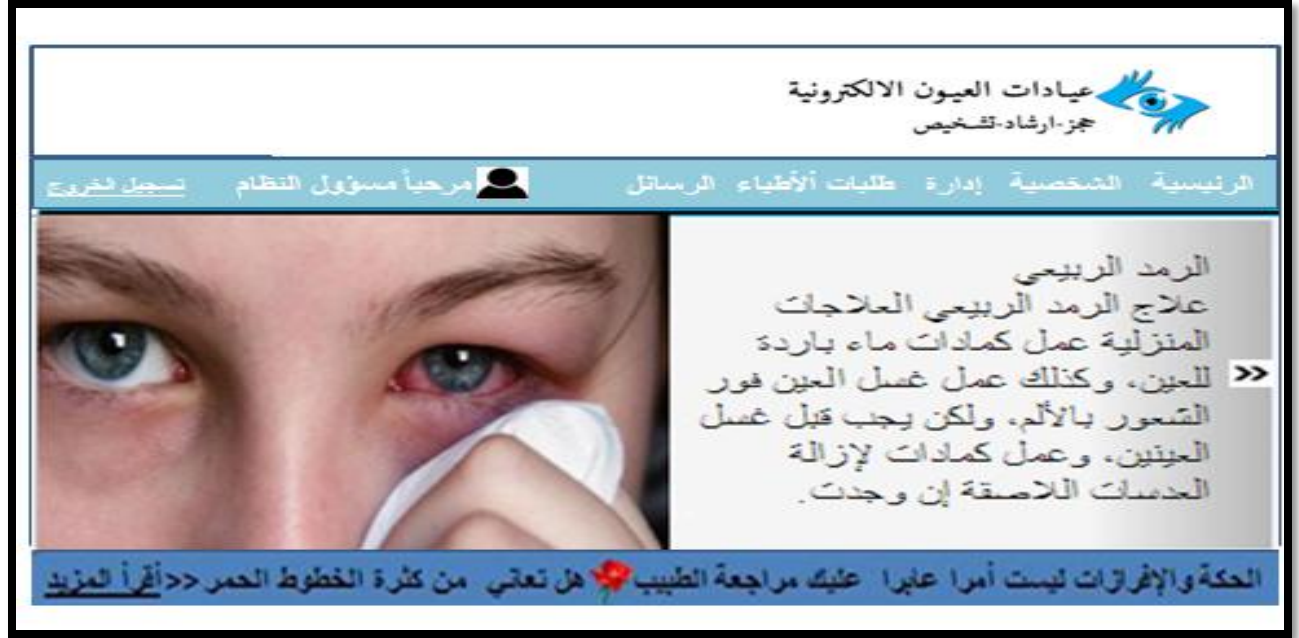 عيادات العيون الالكترونية
حجز-ارشاد-تشخيص
الرئيسية الشخصية إدارة طلبات ألأطباء الرسائل مرحباً مسؤول النظام تسجيل الخروج
الرمد الربيعي
علاج الرمد الربيعي العلاجات
المنزلية عمل كمادات ماء باردة
>> للعين، وكذلك عمل غسل العين فور
الشعور بالألم، ولكن يجب قبل غسل
العينين، وعمل كمادات لإزالة
العدسات اللاصقة إن وجدت.
الحكة والإفرازات ليست أمرا عابرا عليك مراجعة الطبيب هل تعاني من كثرة الخطوط الحمر >>أقرأ المزيد